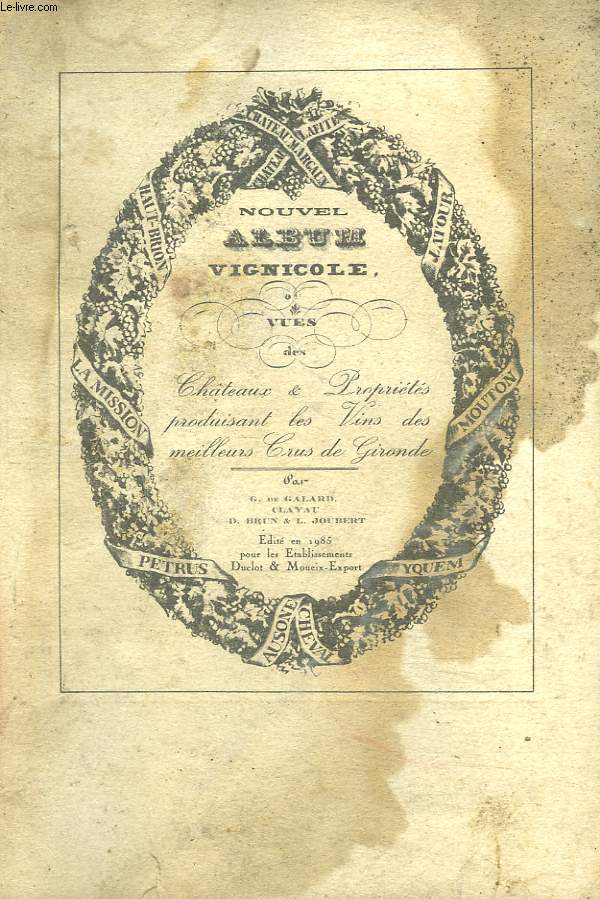 Le-livre.com
CHATEAU LAFITE
CHATEAU MARGAUX
HAUT-BRION
LATOUR
NOUVEL
ALBUM
VIGNICOLE,
VUES
des
Châteaux & Propriétés
produisant les Vins des
meilleurs Crus de Gironde
Par
G. DE GALARD,
CLAVAU
D. BRUN & L. JOUBERT
Edité en 1985
pour les Etablissements
Duclot & Moueix-Export
LA MISSION
MOUTON
PETRUS
YQUEM
AUSONE
CHEVAL